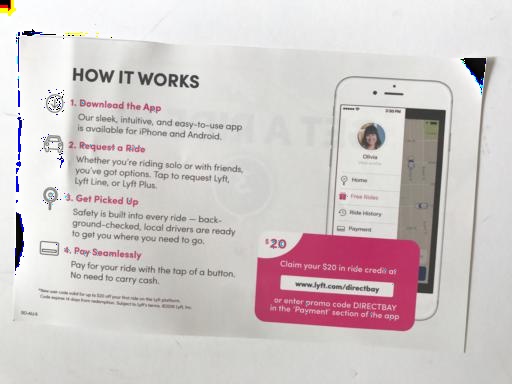 HOW IT WORKS
1. Download the App
Our sleek, intuitive, and easy-to-use app
is available for iPhone and Android.
2. Request a Ride
Whether you're riding solo or with friends,
you've got options. Tap to request Lyft,
Lyft Line, or Lyft Plus.
3. Get Picked Up
Safety is built into every ride — back-
ground-checked, local drivers are ready
to get you where you need to go.
4. Pay Seamlessly
Pay for your ride with the tap of a button.
No need to carry cash.
*New user code valid for up to $20 off your first ride on the Lyft platform.
Code expires 14 days from redemption. Subject to Lyft's terms. ©2016 Lyft, Inc.
2:30 PM
Olivia
View profile
Home
Free Rides
Ride History
Payment
$20
Claim your $20 in ride credit at
www.lyft.com/directbay
or enter promo code DIRECTBAY
in the 'Payment' section of the app